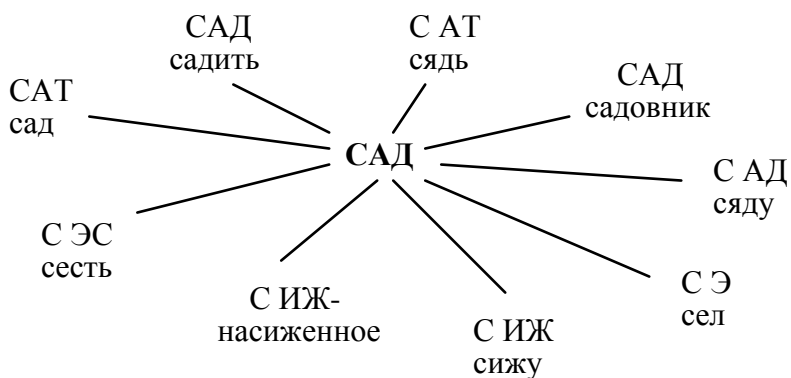 САД
садить
С АТ
сядь
САД
садовник
САТ
сад
САД
С АД
сяду
С ЭС
сесть
С ИЖ-
насиженное
С ИЖ
сижу
С Э
сел